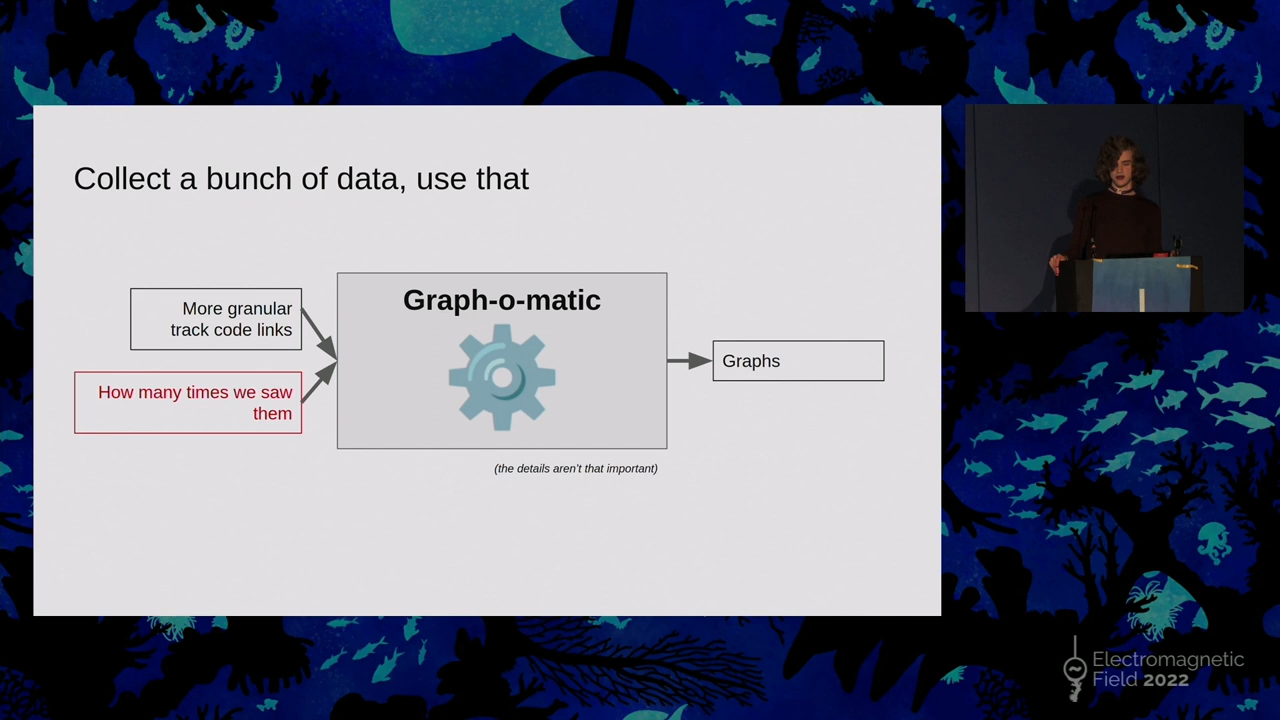 Collect a bunch of data, use that
More granular
track code links
How many times we saw
them
Graph-o-matic
Graphs
(the details aren't that important)
Electromagnetic
Field 2022